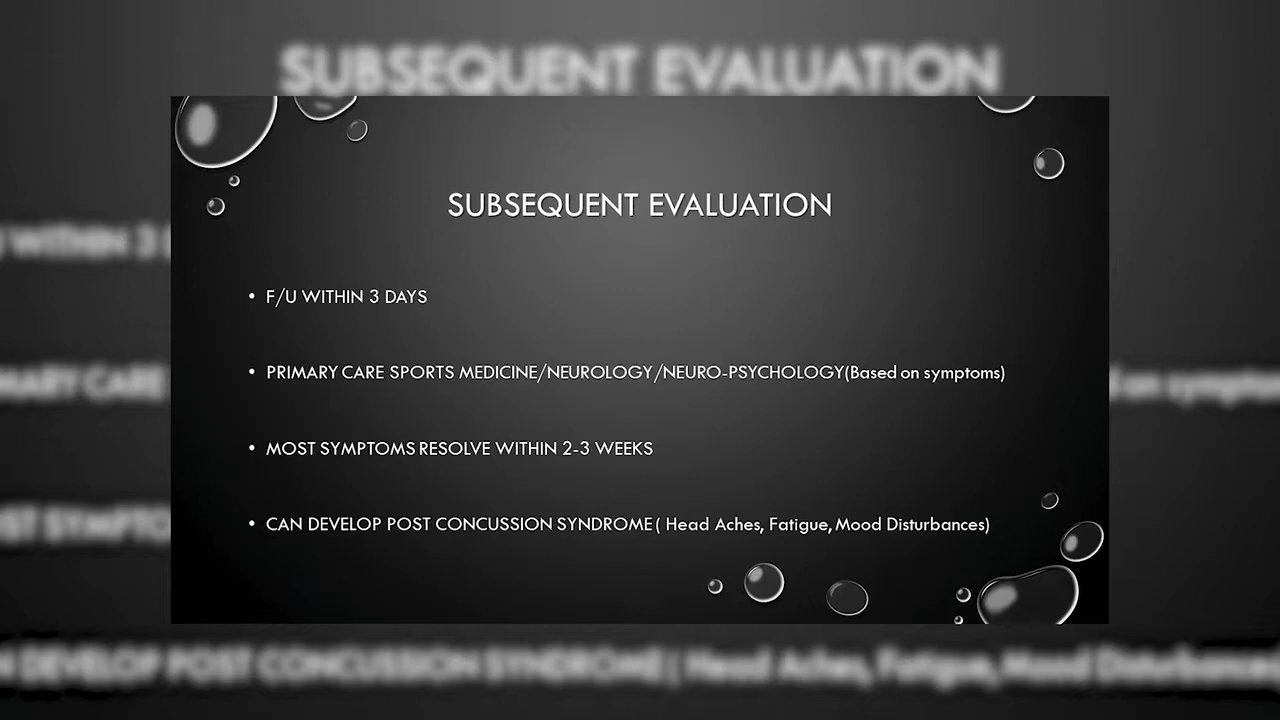 SUBSEQUENT EVALUATION
• F/U WITHIN 3 DAYS
• PRIMARY CARE SPORTS MEDICINE/NEUROLOGY/NEURO-PSYCHOLOGY(Based on symptoms)
• MOST SYMPTOMS RESOLVE WITHIN 2-3 WEEKS
• CAN DEVELOP POST CONCUSSION SYNDROME ( Head Aches, Fatigue, Mood Disturbances)